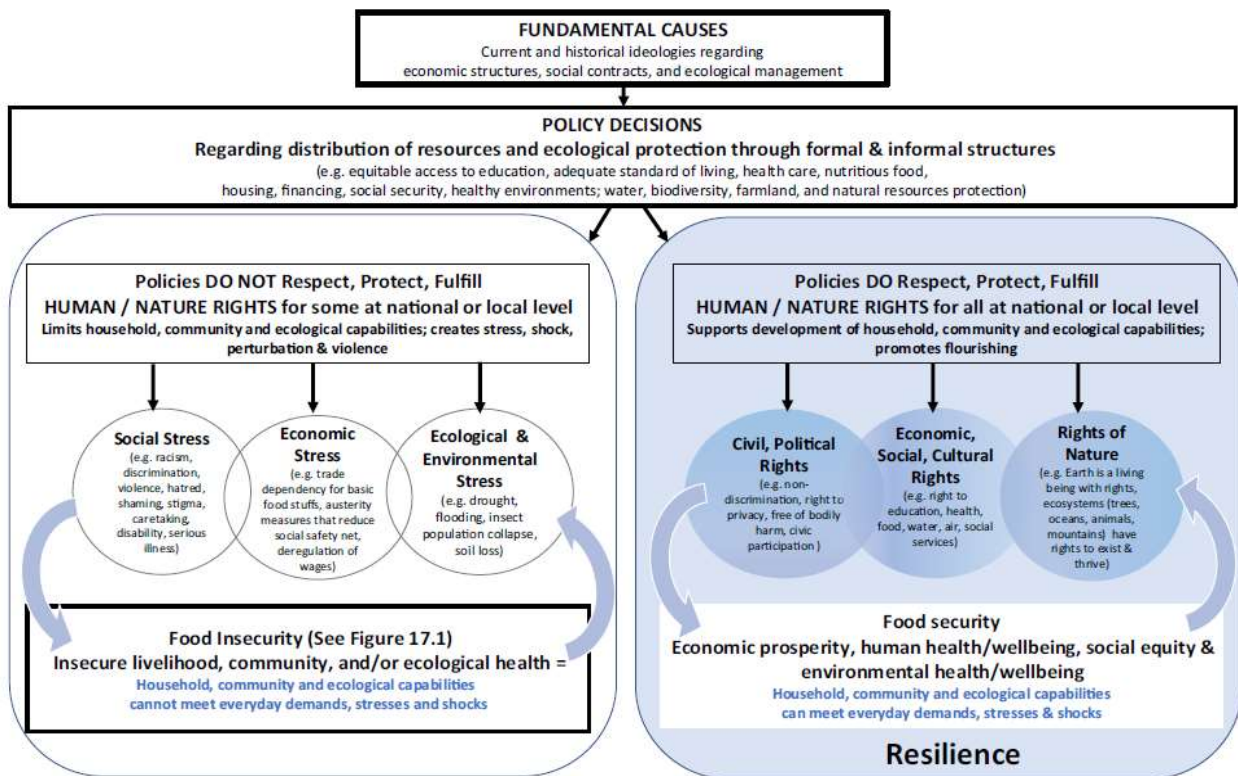 FUNDAMENTAL CAUSES
Current and historical ideologies regarding
economic structures, social contracts, and ecological management
POLICY DECISIONS
Regarding distribution of resources and ecological protection through formal & informal structures
(e.g. equitable access to education, adequate standard of living, health care, nutritious food,
housing, financing, social security, healthy environments; water, biodiversity, farmland, and natural resources protection)
Policies DO NOT Respect, Protect, Fulfill
HUMAN / NATURE RIGHTS for some at national or local level
Limits household, community and ecological capabilities; creates stress, shock,
perturbation & violence
Social Stress
(e.g. racism,
discrimination,
violence, hatred,
shaming, stigma,
caretaking,
disability, serious
illness)
Economic
Stress
(e.g. trade
dependency for basic
food stuffs, austerity
measures that reduce
social safety net,
deregulation of
wages)
Ecological &
Environmental
Stress
(e.g. drought,
flooding, insect
population collapse,
soil loss)
Food Insecurity (See Figure 17.1)
Insecure livelihood, community, and/or ecological health =
Household, community and ecological capabilities
cannot meet everyday demands, stresses and shocks
Policies DO Respect, Protect, Fulfill
HUMAN / NATURE RIGHTS for all at national or local level
Supports development of household, community and ecological capabilities;
promotes flourishing
Civil, Political
Rights
(e.g. non-
discrimination, right to
privacy, free of bodily
harm, civic
participation )
Economic,
Social, Cultural
Rights
(e.g. right to
education, health,
food, water, air, social
services)
Rights of
Nature
(e.g. Earth is a living
being with rights,
ecosystems (trees,
oceans, animals,
mountains) have
rights to exist &
thrive)
Food security
Economic prosperity, human health/wellbeing, social equity &
environmental health/wellbeing
Household, community and ecological capabilities
can meet everyday demands, stresses & shocks
Resilience